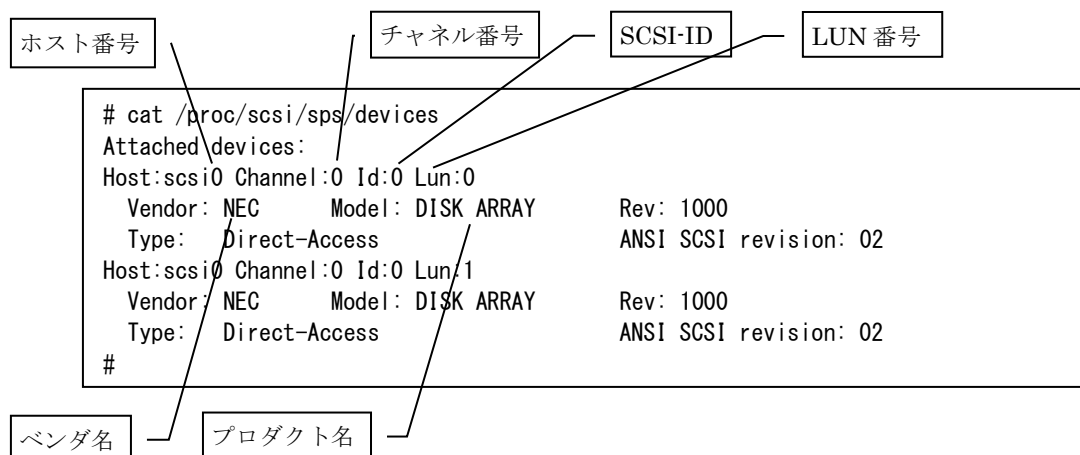 ホスト番号 チャネル番号 SCSI-ID LUN 番号
# cat /proc/scsi/sps/devices
Attached devices:
Host:scsi0 Channel:0 Id:0 Lun:0
Vendor: NEC Model: DISK ARRAY Rev: 1000
Type: Direct-Access ANSI SCSI revision: 02
Host:scsi0 Channel:0 Id:0 Lun:1
Vendor: NEC Model: DISK ARRAY Rev: 1000
Type: Direct-Access ANSI SCSI revision: 02
#
ベンダ名 プロダクト名